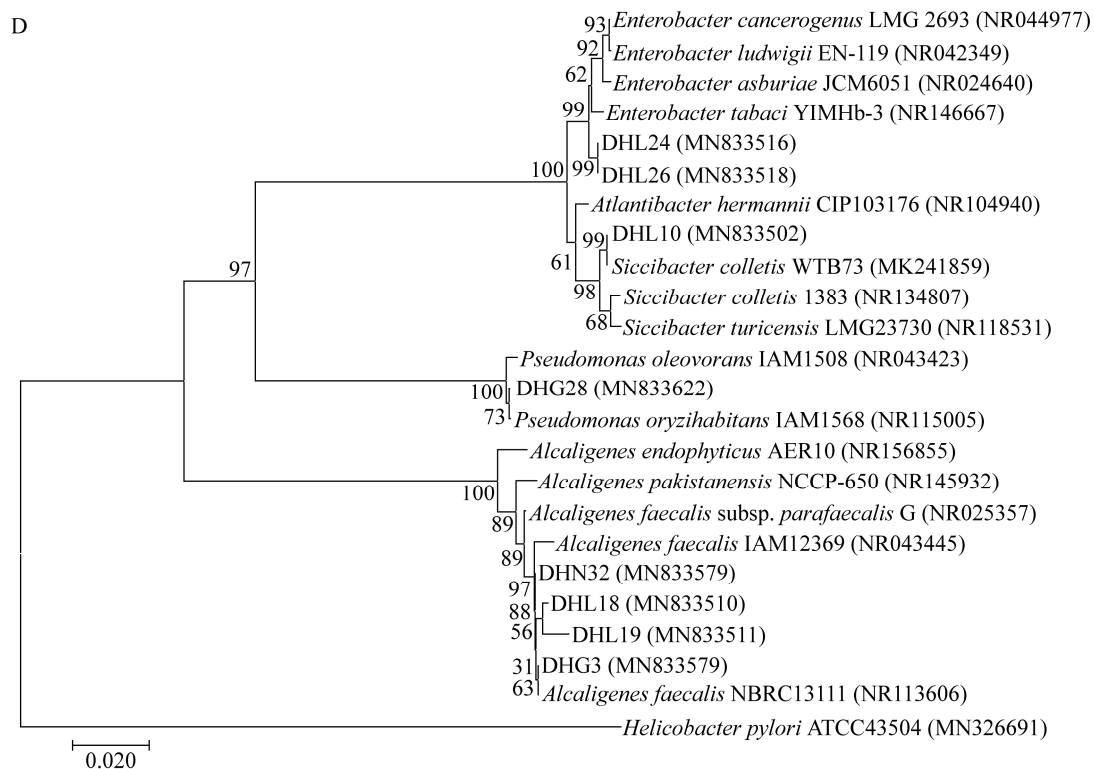 D
93
Enterobacter cancerogenus LMG 2693 (NR044977)
92
Enterobacter ludwigii EN-119 (NR042349)
62
Enterobacter asburiae JCM6051 (NR024640)
99
Enterobacter tabaci YIMHb-3 (NR146667)
DHL24 (MN833516)
100
99
DHL26 (MN833518)
Atlantibacter hermannii CIP103176 (NR104940)
99
DHL10 (MN833502)
61
Siccibacter colletis WTB73 (MK241859)
97
98
Siccibacter colletis 1383 (NR134807)
68
Siccibacter turicensis LMG23730 (NR118531)
Pseudomonas oleovorans IAM1508 (NR043423)
100
DHG28 (MN833622)
73
Pseudomonas oryzihabitans IAM1568 (NR115005)
Alcaligenes endophyticus AER10 (NR156855)
100
Alcaligenes pakistanensis NCCP-650 (NR145932)
89
Alcaligenes faecalis subsp. parafaecalis G (NR025357)
89
Alcaligenes faecalis IAM12369 (NR043445)
97
DHN32 (MN833579)
88
DHL18 (MN833510)
56
DHL19 (MN833511)
31
DHG3 (MN833579)
63
Alcaligenes faecalis NBRC13111 (NR113606)
Helicobacter pylori ATCC43504 (MN326691)
0.020